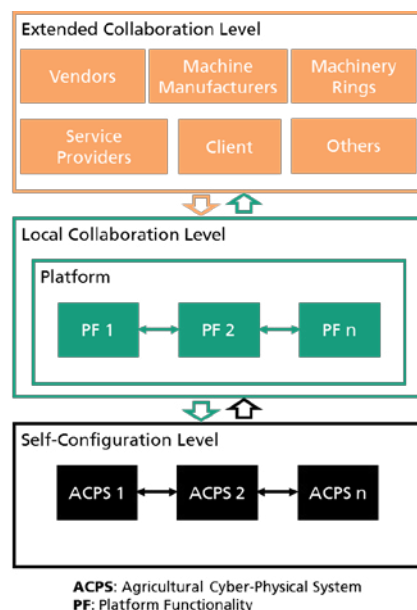 Extended Collaboration Level
Vendors
Machine
Manufacturers
Machinery
Rings
Service
Providers
Client
Others
Local Collaboration Level
Platform
PF 1
PF 2
PF n
Self-Configuration Level
ACPS 1
ACPS 2
ACPS n
ACPS: Agricultural Cyber-Physical System
PF: Platform Functionality